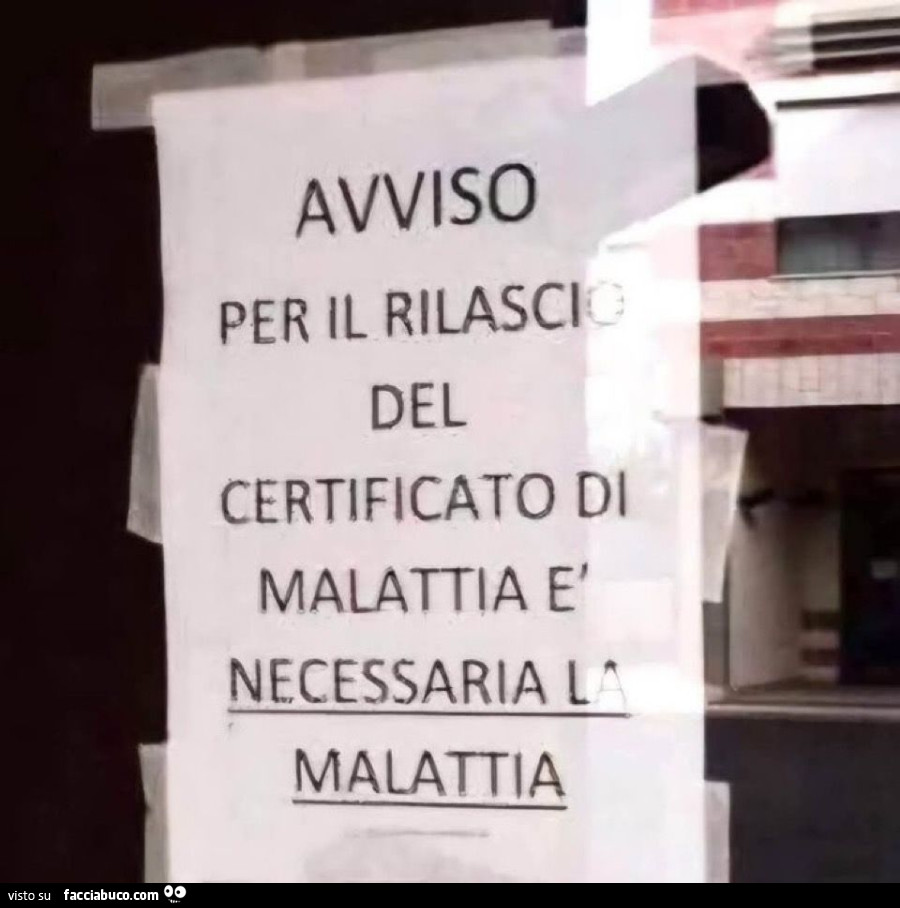 AVVISO
PER IL RILASCIO
DEL
CERTIFICATO DI
MALATTIA E'
NECESSARIA LA
MALATTIA
visto su facciabuco.com